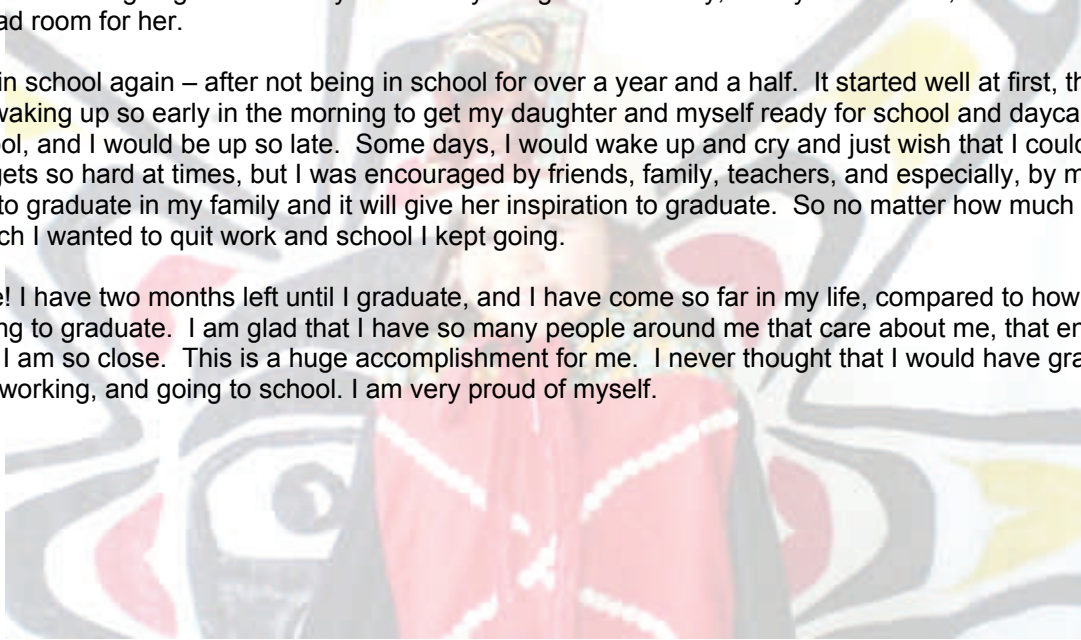 ad room for her.
in school again – after not being in school for over a year and a half. It started well at first, th
waking up so early in the morning to get my daughter and myself ready for school and dayca
ol, and I would be up so late. Some days, I would wake up and cry and just wish that I could
gets so hard at times, but I was encouraged by friends, family, teachers, and especially, by m
to graduate in my family and it will give her inspiration to graduate. So no matter how much
ch I wanted to quit work and school I kept going.
e! I have two months left until I graduate, and I have come so far in my life, compared to how
ng to graduate. I am glad that I have so many people around me that care about me, that en
I am so close. This is a huge accomplishment for me. I never thought that I would have gra
working, and going to school. I am very proud of myself.